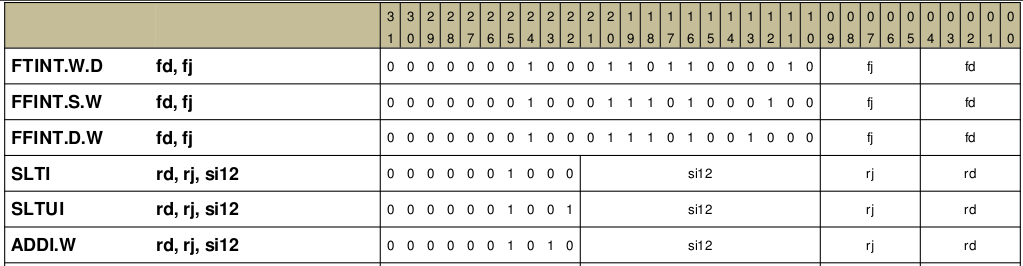 3 3 2 2 2 2 2 2 2 2 2 2 1 1 1 1 1 1 1 1 1 1 0 0 0 0 0 0 0 0 0 0
1 0 9 8 7 6 5 4 3 2 1 0 9 8 7 6 5 4 3 2 1 0 9 8 7 6 5 4 3 2 1 0
FTINT.W.D fd, fj 0 0 0 0 0 0 0 1 0 0 0 1 1 0 1 1 0 0 0 0 1 0 fj fd
FFINT.S.W fd, fj 0 0 0 0 0 0 0 1 0 0 0 1 1 1 0 1 0 0 0 1 0 0 fj fd
FFINT.D.W fd, fj 0 0 0 0 0 0 0 1 0 0 0 1 1 1 0 1 0 0 1 0 0 0 fj fd
SLTI rd, rj, si12 0 0 0 0 0 0 1 0 0 0 si12 rj rd
SLTUI rd, rj, si12 0 0 0 0 0 0 1 0 0 1 si12 rj rd
ADDI.W rd, rj, si12 0 0 0 0 0 0 1 0 1 0 si12 rj rd